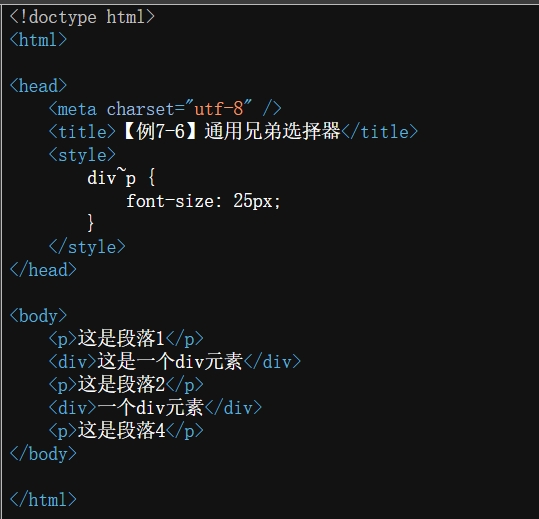 <!doctype html>
<html>
<head>
<meta charset="utf-8" />
<title>【例7-6】通用兄弟选择器</title>
<style>
div~p {
font-size: 25px;
}
</style>
</head>
<body>
<p>这是段落1</p>
<div>这是一个div元素</div>
<p>这是段落2</p>
<div>一个div元素</div>
<p>这是段落4</p>
</body>
</html>